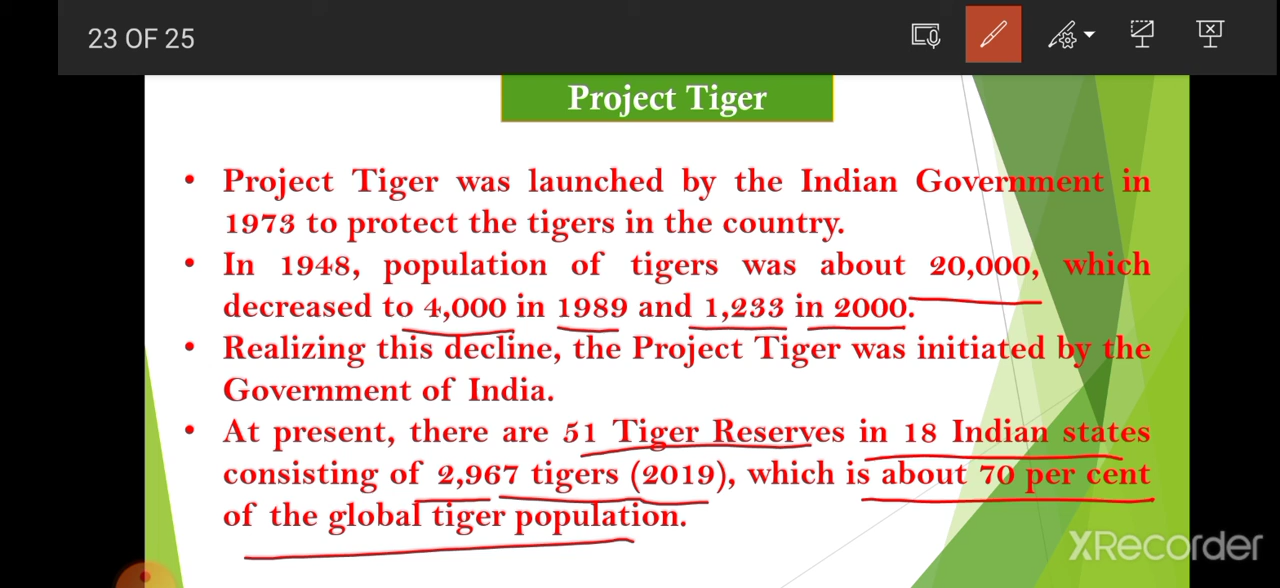 23 OF 25
Project Tiger
• Project Tiger was launched by the Indian Government in
1973 to protect the tigers in the country.
• In 1948, population of tigers was about 20,000, which
decreased to 4,000 in 1989 and 1,233 in 2000.
• Realizing this decline, the Project Tiger was initiated by the
Government of India.
• At present, there are 51 Tiger Reserves in 18 Indian states
consisting of 2,967 tigers (2019), which is about 70 per cent
of the global tiger population.
XRecorder